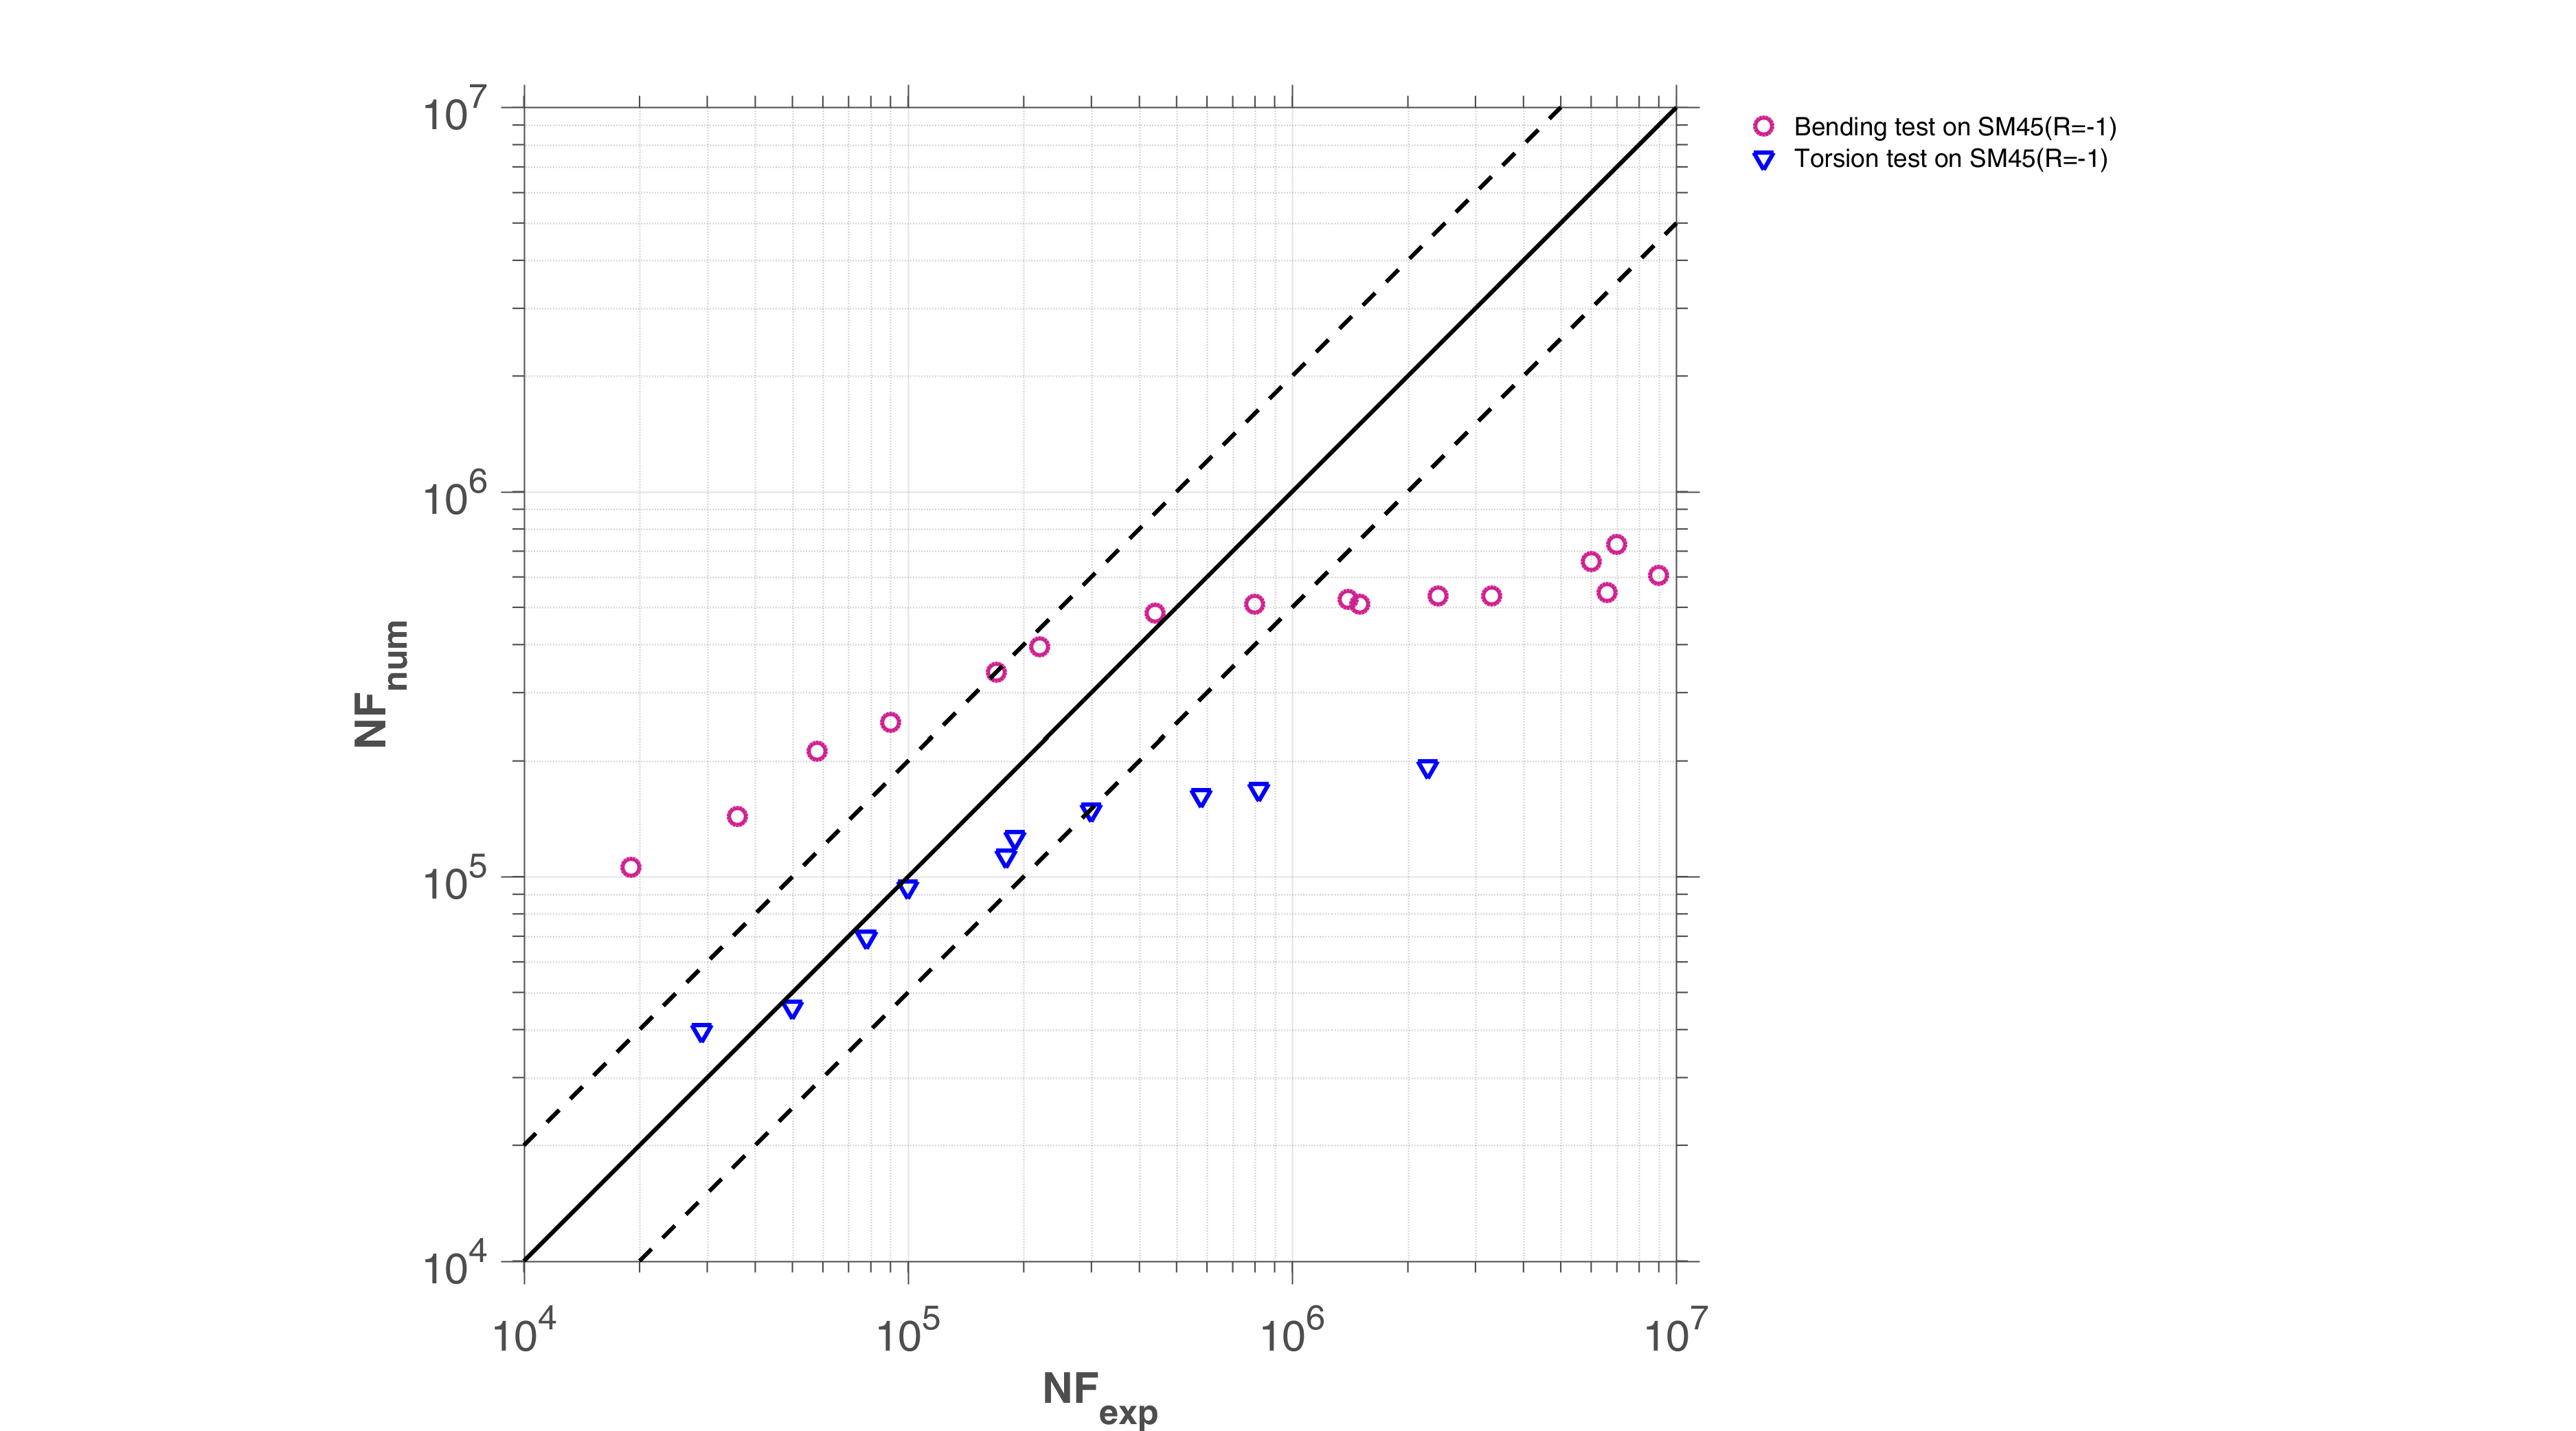 10^7
10^6
10^5
10^4
NF_num
10^4 10^5 10^6 10^7
NF_exp
Bending test on SM45(R=-1)
Torsion test on SM45(R=-1)